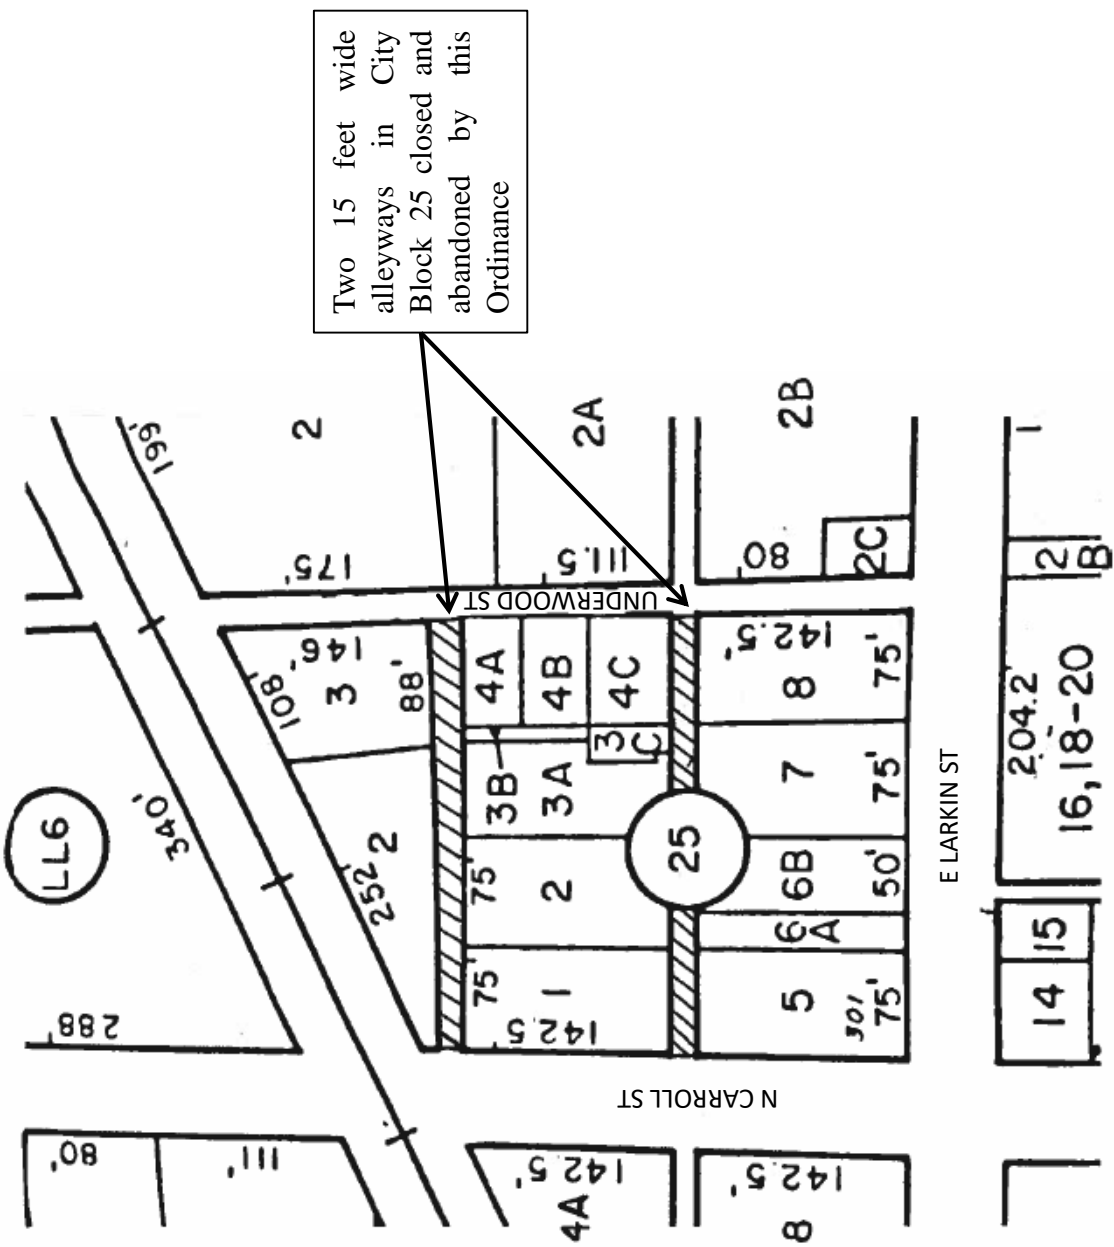 Two 15 feet wide
alleyways in City
Block 25 closed and
abandoned by this
Ordinance
LL6
340'
288'
80'
111'
199'
2
175'
2A
111.5
2B
80'
2C
UNDERWOOD ST
108'
146'
3
88'
252'
2
4A
4B
4C
3B
3A
3C
75'
2
75'
1
142.5
25
142.5'
8
75'
7
75'
6B
50'
6A
5
301
75'
E LARKIN ST
N CARROLL ST
142.5'
4A
142.5'
8
1
2B
204.2'
16,18-20
15
14